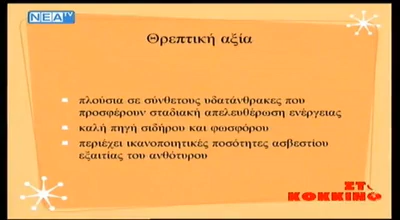 ΝΕΑ TV
Θρεπτική αξία
πλούσια σε σύνθετους υδατάνθρακες που
προσφέρουν σταδιακή απελευθέρωση ενέργειας
καλή πηγή σιδήρου και φωσφόρου
περιέχει ικανοποιητικές ποσότητες ασβεστίου
εξαιτίας του ανθότυρου
ΣΤΟ
ΚΟΚΚΙΝΟ